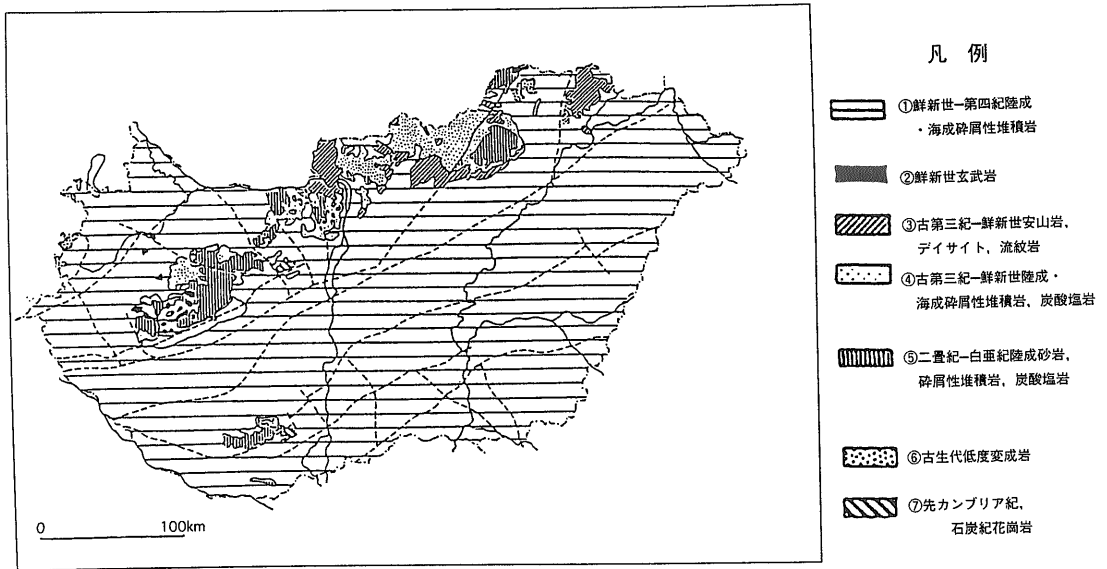 凡 例
①鮮新世−第四紀陸成
・海成砕屑性堆積岩
②鮮新世玄武岩
③古第三紀−鮮新世安山岩，
デイサイト，流紋岩
④古第三紀−鮮新世陸成・
海成砕屑性堆積岩，炭酸塩岩
⑤二畳紀−白亜紀陸成砂岩，
砕屑性堆積岩，炭酸塩岩
⑥古生代低度変成岩
⑦先カンブリア紀，
石炭紀花崗岩
0 100km